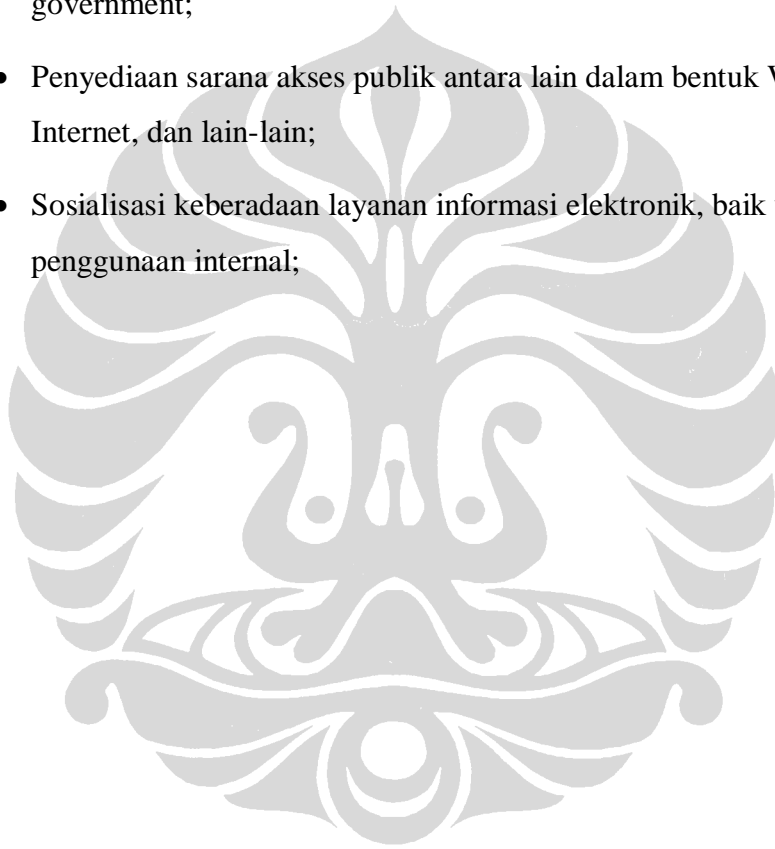 government;
• Penyediaan sarana akses publik antara lain dalam bentuk
Internet, dan lain-lain;
• Sosialisasi keberadaan layanan informasi elektronik, baik
penggunaan internal;